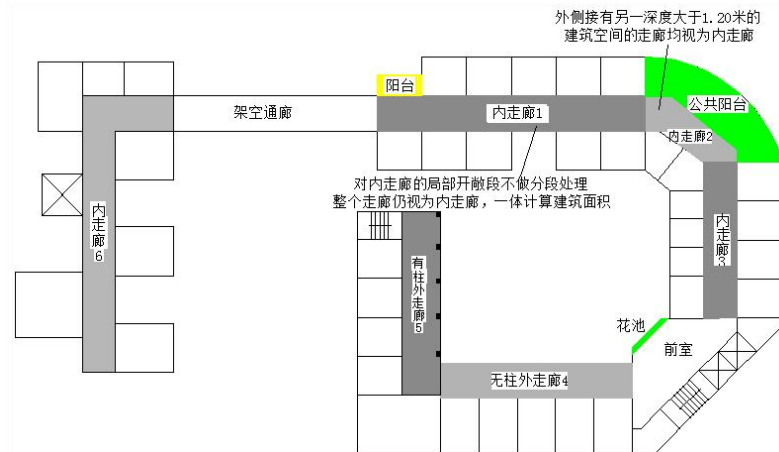 外侧接有另一深度大于1.20米的
建筑空间的走廊均视为内走廊
阳台
架空通廊
内走廊1
公共阳台
内走廊2
对内走廊的局部开敞段不做分段处理
整个走廊仍视为内走廊，一体计算建筑面积
内走廊6
内走廊3
有柱外走廊5
花池
前室
无柱外走廊4